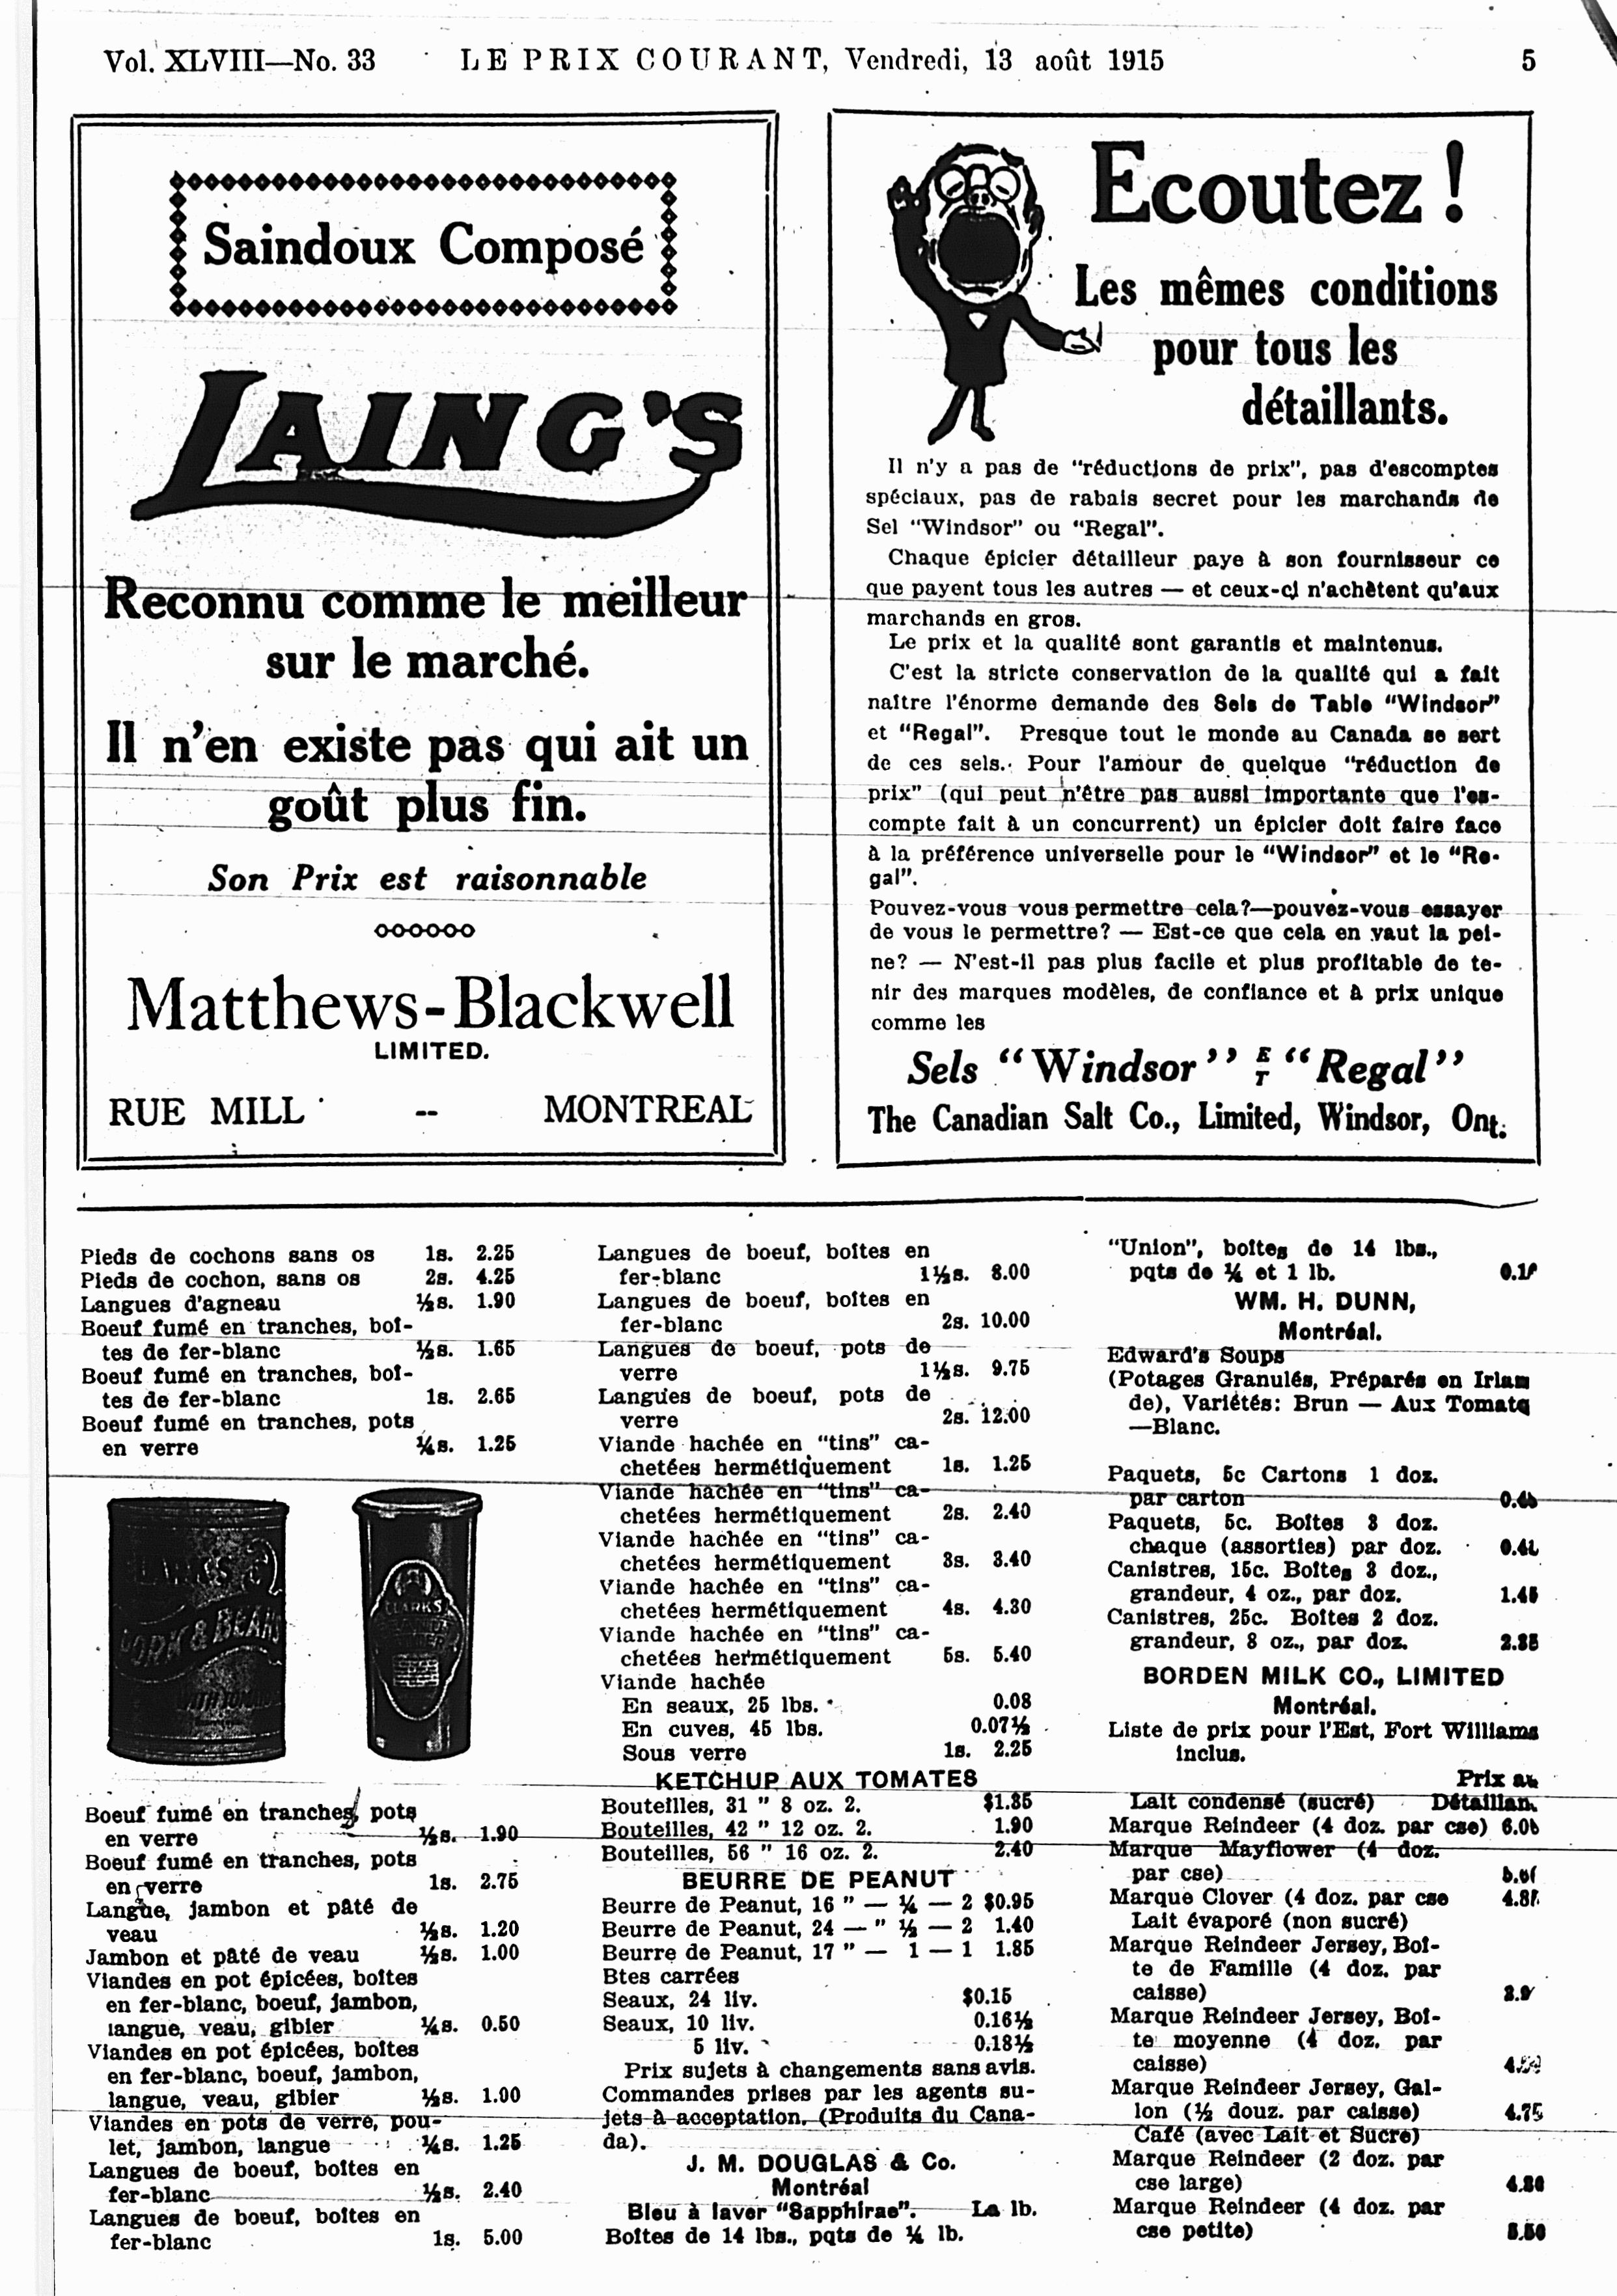 Vol. XLVIII—No. 33 LE PRIX COURANT, Vendredi, 13 août 1915 5
Saindoux Composé
LAING'S
Reconnu comme le meilleur
sur le marché.
Il n'en existe pas qui ait un
goût plus fin.
Son Prix est raisonnable
Matthews-Blackwell
LIMITED.
RUE MILL -- MONTREAL
Ecoutez!
Les mêmes conditions
pour tous les
détaillants.
Il n'y a pas de "réductions de prix", pas d'escomptes
spéciaux, pas de rabais secret pour les marchands de
Sel "Windsor" ou "Regal".
Chaque épicier détailleur paye à son fournisseur ce
que payent tous les autres — et ceux-ci n'achètent qu'aux
marchands en gros.
Le prix et la qualité sont garantis et maintenus.
C'est la stricte conservation de la qualité qui a fait
naître l'énorme demande des Sels de Table "Windsor"
et "Regal". Presque tout le monde au Canada se sert
de ces sels. Pour l'amour de quelque "réduction de
prix" (qui peut n'être pas aussi importante que l'es-
compte fait à un concurrent) un épicier doit faire face
à la préférence universelle pour le "Windsor" et le "Re-
gal".
Pouvez-vous vous permettre cela?—pouvez-vous essayer
de vous le permettre? — Est-ce que cela en vaut la pei-
ne? — N'est-il pas plus facile et plus profitable de te-
nir des marques modèles, de confiance et à prix unique
comme les
Sels "Windsor" ET "Regal"
The Canadian Salt Co., Limited, Windsor, Ont.
Pieds de cochons sans os 1s. 2.25
Pieds de cochon, sans os 2s. 4.25
Langues d'agneau ½s. 1.90
Boeuf fumé en tranches, boî-
tes de fer-blanc ½s. 1.65
Boeuf fumé en tranches, boî-
tes de fer-blanc 1s. 2.65
Boeuf fumé en tranches, pots
en verre ¼s. 1.25
CLARK'S
PORK & BEANS
WITH TOMATO
CLARK'S
Boeuf fumé en tranches, pots
en verre ½s. 1.90
Boeuf fumé en tranches, pots
en verre 1s. 2.75
Langue, jambon et pâté de
veau ½s. 1.20
Jambon et pâté de veau ½s. 1.00
Viandes en pot épicées, boîtes
en fer-blanc, boeuf, jambon,
langue, veau, gibier ¼s. 0.50
Viandes en pot épicées, boîtes
en fer-blanc, boeuf, jambon,
langue, veau, gibier ½s. 1.00
Viandes en pots de verre, pou-
let, jambon, langue ¼s. 1.25
Langues de boeuf, boîtes en
fer-blanc ½s. 2.40
Langues de boeuf, boîtes en
fer-blanc 1s. 5.00
Langues de boeuf, boîtes en
fer-blanc 1½s. 8.00
Langues de boeuf, boîtes en
fer-blanc 2s. 10.00
Langues de boeuf, pots de
verre 1½s. 9.75
Langues de boeuf, pots de
verre 2s. 12.00
Viande hachée en "tins" ca-
chetées hermétiquement 1s. 1.25
Viande hachée en "tins" ca-
chetées hermétiquement 2s. 2.40
Viande hachée en "tins" ca-
chetées hermétiquement 3s. 3.40
Viande hachée en "tins" ca-
chetées hermétiquement 4s. 4.30
Viande hachée en "tins" ca-
chetées hermétiquement 5s. 5.40
Viande hachée
En seaux, 25 lbs. 0.08
En cuves, 45 lbs. 0.07½
Sous verre 1s. 2.25
KETCHUP AUX TOMATES
Bouteilles, 31 " 8 oz. 2. $1.35
Bouteilles, 42 " 12 oz. 2. 1.90
Bouteilles, 56 " 16 oz. 2. 2.40
BEURRE DE PEANUT
Beurre de Peanut, 16 " — ¼ — 2 $0.95
Beurre de Peanut, 24 — " ½ — 2 1.40
Beurre de Peanut, 17 " — 1 — 1 1.85
Btes carrées
Seaux, 24 liv. $0.15
Seaux, 10 liv. 0.16½
5 liv. 0.18½
Prix sujets à changements sans avis.
Commandes prises par les agents su-
jets à acceptation. (Produits du Cana-
da).
J. M. DOUGLAS & Co.
Montréal
Bleu à laver "Sapphirae". La lb.
Boîtes de 14 lbs., pqts de ¼ lb.
"Union", boîtes de 14 lbs.,
pqts de ¼ et 1 lb.
WM. H. DUNN,
Montréal.
Edward's Soups
(Potages Granulés, Préparés en Irlan
de), Variétés: Brun — Aux Tomate
—Blanc.
Paquets, 5c Cartons 1 doz.
par carton
Paquets, 5c. Boîtes 3 doz.
chaque (assorties) par doz.
Canistres, 15c. Boîtes 3 doz.,
grandeur, 4 oz., par doz. 1.45
Canistres, 25c. Boîtes 2 doz.
grandeur, 8 oz., par doz. 2.85
BORDEN MILK CO., LIMITED
Montréal.
Liste de prix pour l'Est, Fort Williams
inclus.
Prix au
Lait condensé (sucré) Détaillan.
Marque Reindeer (4 doz. par cse)
Marque Mayflower (4 doz.
par cse)
Marque Clover (4 doz. par cse
Lait évaporé (non sucré)
Marque Reindeer Jersey, Boî-
te de Famille (4 doz. par
caisse)
Marque Reindeer Jersey, Boî-
te moyenne (4 doz. par
caisse)
Marque Reindeer Jersey, Gal-
lon (½ douz. par caisse) 4.75
Café (avec Lait et Sucre)
Marque Reindeer (2 doz. par
cse large) 4.80
Marque Reindeer (4 doz. par
cse petite)